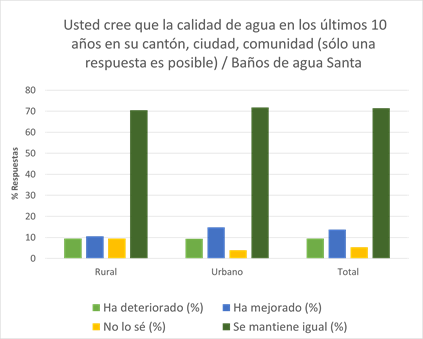 Usted cree que la calidad de agua en los últimos 10
años en su cantón, ciudad, comunidad (sólo una
respuesta es posible) / Baños de agua Santa
% Respuestas
80
70
60
50
40
30
20
10
0
Rural
Urbano
Total
Ha deteriorado (%)
Ha mejorado (%)
No lo sé (%)
Se mantiene igual (%)